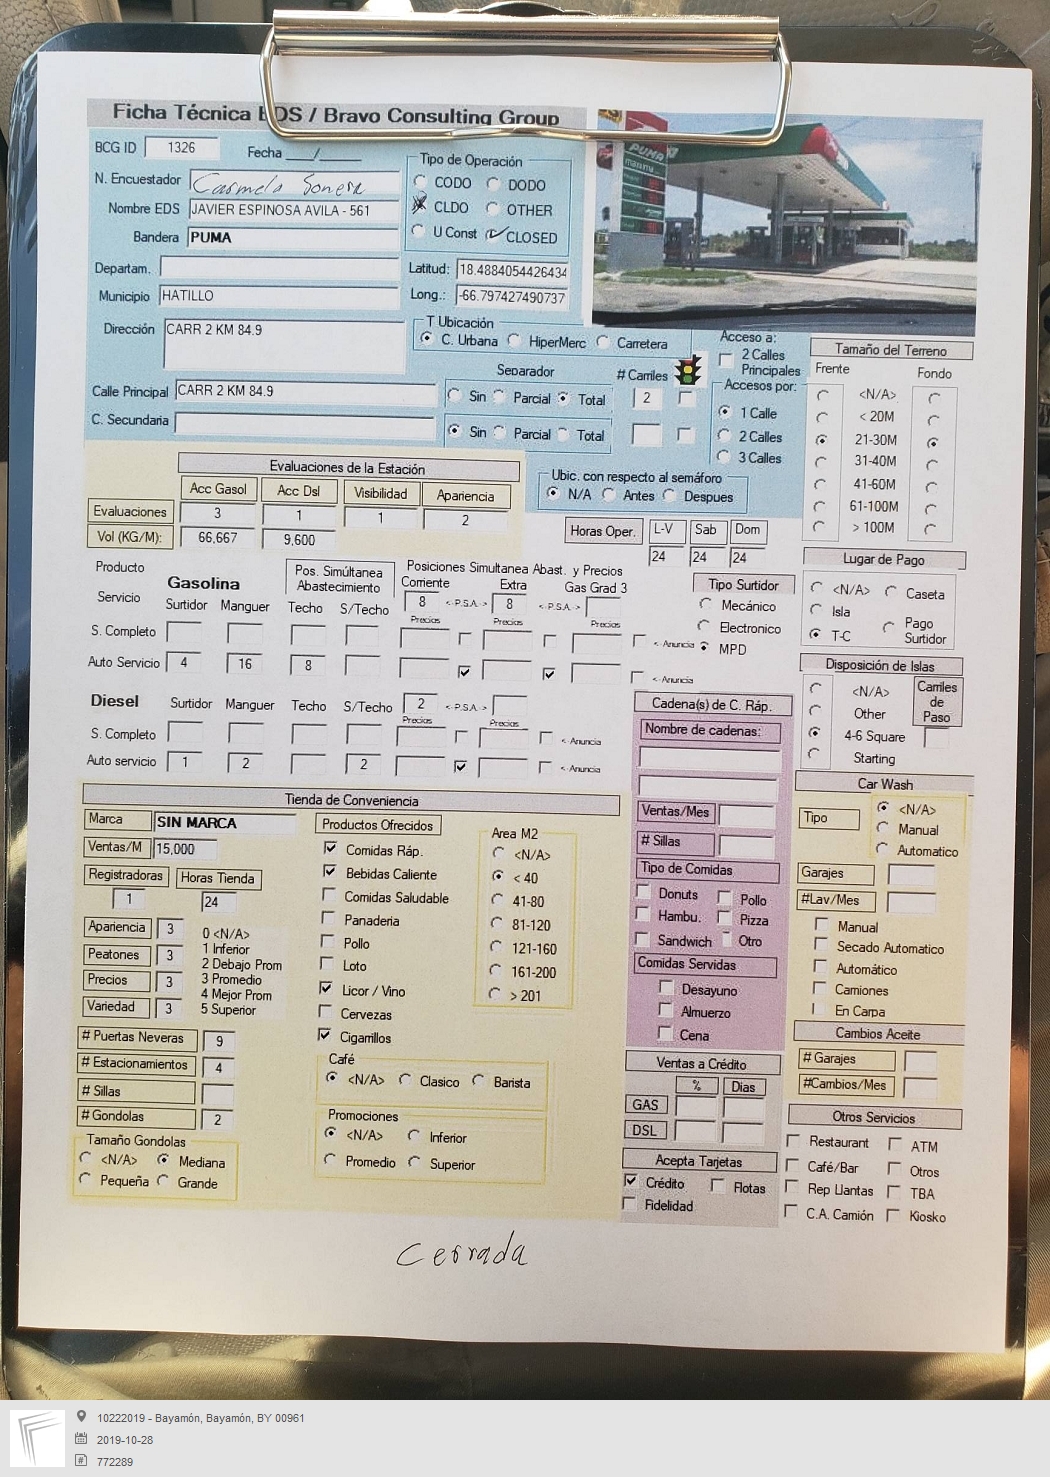 Ficha Técnica EDS / Bravo Consulting Group
BCG ID 1326 Fecha ___/_____
N. Encuestador Carmelo Sonera
Nombre EDS JAVIER ESPINOSA AVILA - 561
Bandera PUMA
Departam.
Municipio HATILLO
Dirección CARR 2 KM 84.9
Calle Principal CARR 2 KM 84.9
C. Secundaria
Tipo de Operación
CODO DODO
CLDO OTHER
U Const CLOSED
Latitud: 18.4884054426434
Long.: -66.797427490737
PUMA
T Ubicación
C. Urbana HiperMerc Carretera
Separador # Carriles
Sin Parcial Total 2
Sin Parcial Total
Acceso a:
2 Calles
Principales
Accesos por:
1 Calle
2 Calles
3 Calles
Ubic. con respecto al semáforo
N/A Antes Despues
Tamaño del Terreno
Frente Fondo
<N/A>
< 20M
21-30M
31-40M
41-60M
61-100M
> 100M
Evaluaciones de la Estación
Acc Gasol Acc Dsl Visibilidad Apariencia
Evaluaciones 3 1 1 2
Vol (KG/M): 66,667 9,600
Horas Oper. L-V Sab Dom
24 24 24
Producto
Servicio
Gasolina
Pos. Simúltanea
Abastecimiento
Posiciones Simultanea Abast. y Precios
Corriente Extra Gas Grad 3
8 <-P.S.A.-> 8 <-P.S.A.->
Surtidor Manguer Techo S/Techo
Precios Precios Precios
S. Completo <-Anuncia
Auto Servicio 4 16 8 <-Anuncia
Diesel Surtidor Manguer Techo S/Techo 2 <-P.S.A.->
Precios Precios
S. Completo <-Anuncia
Auto servicio 1 2 2 <-Anuncia
Tipo Surtidor
Mecánico
Electronico
MPD
Lugar de Pago
<N/A> Caseta
Isla
T-C Pago
Surtidor
Disposición de Islas
<N/A>
Other
4-6 Square
Starting
Carriles
de
Paso
Tienda de Conveniencia
Marca SIN MARCA
Ventas/M 15,000
Registradoras Horas Tienda
1 24
Apariencia 3
Peatones 3
Precios 3
Variedad 3
0 <N/A>
1 Inferior
2 Debajo Prom
3 Promedio
4 Mejor Prom
5 Superior
# Puertas Neveras 9
# Estacionamientos 4
# Sillas
# Gondolas 2
Tamaño Gondolas
<N/A> Mediana
Pequeña Grande
Productos Ofrecidos
Comidas Ráp.
Bebidas Caliente
Comidas Saludable
Panaderia
Pollo
Loto
Licor / Vino
Cervezas
Cigarillos
Area M2
<N/A>
< 40
41-80
81-120
121-160
161-200
> 201
Café
<N/A> Clasico Barista
Promociones
<N/A> Inferior
Promedio Superior
Cadena(s) de C. Ráp.
Nombre de cadenas:
Ventas/Mes
# Sillas
Tipo de Comidas
Donuts Pollo
Hambu. Pizza
Sandwich Otro
Comidas Servidas
Desayuno
Almuerzo
Cena
Ventas a Crédito
% Dias
GAS
DSL
Acepta Tarjetas
Crédito Flotas
Fidelidad
Car Wash
Tipo <N/A>
Manual
Automatico
Garajes
#Lav/Mes
Manual
Secado Automatico
Automático
Camiones
En Carpa
Cambios Aceite
# Garajes
#Cambios/Mes
Otros Servicios
Restaurant ATM
Café/Bar Otros
Rep Llantas TBA
C.A. Camión Kiosko
Cerrada
10222019 - Bayamón, Bayamón, BY 00961
2019-10-28
772289